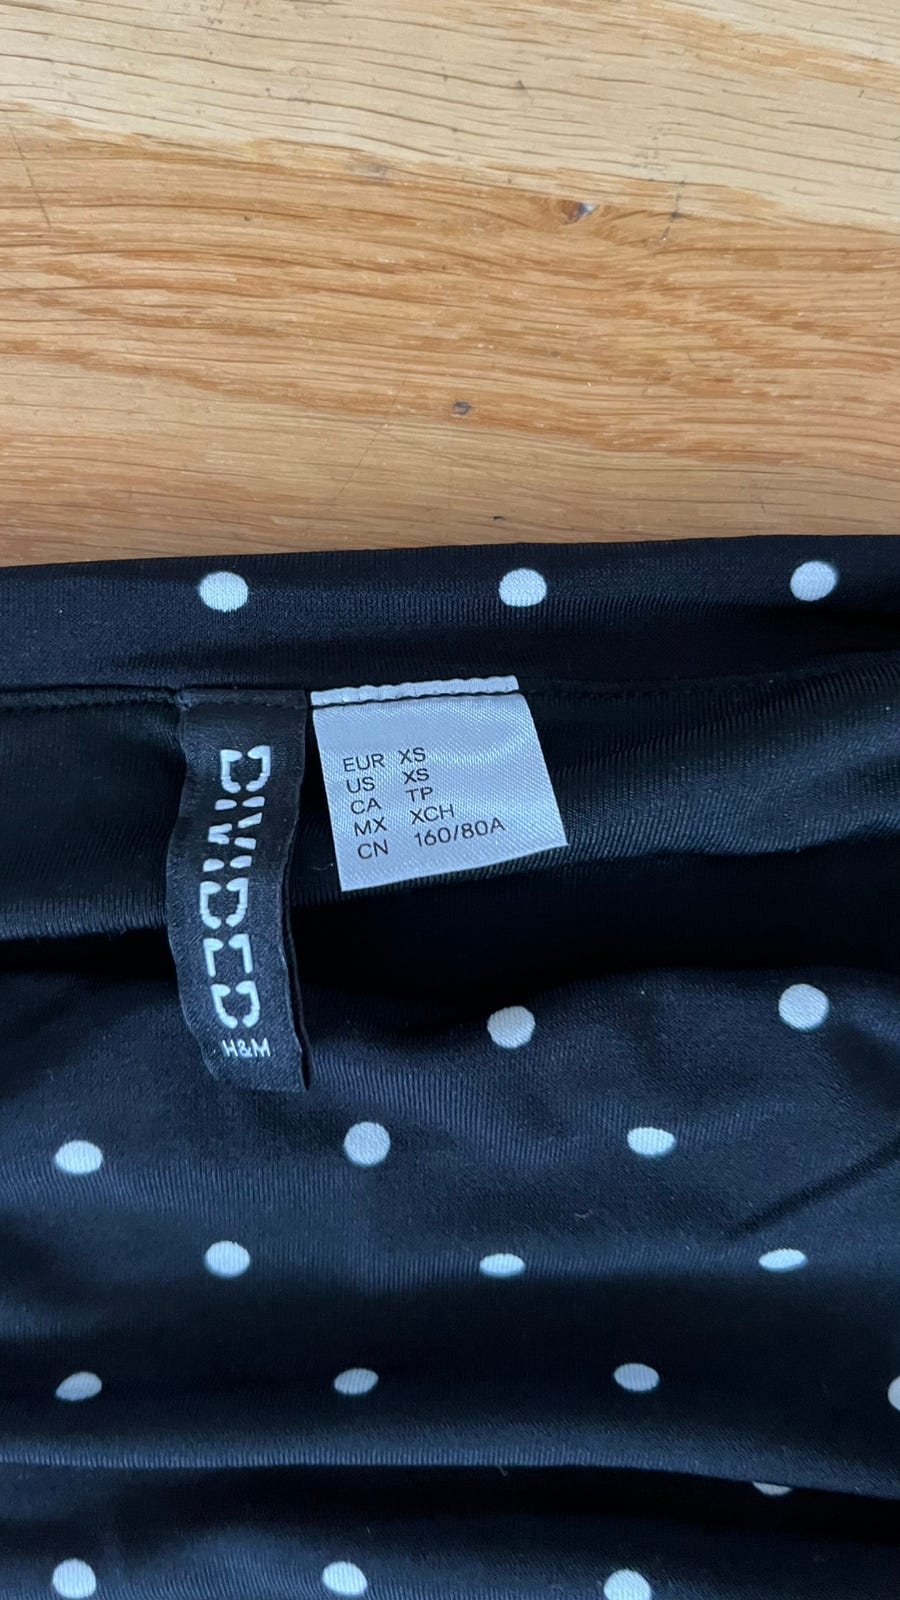 DIVIDED
H&M
EUR XS
US XS
CA TP
MX XCH
CN 160/80A